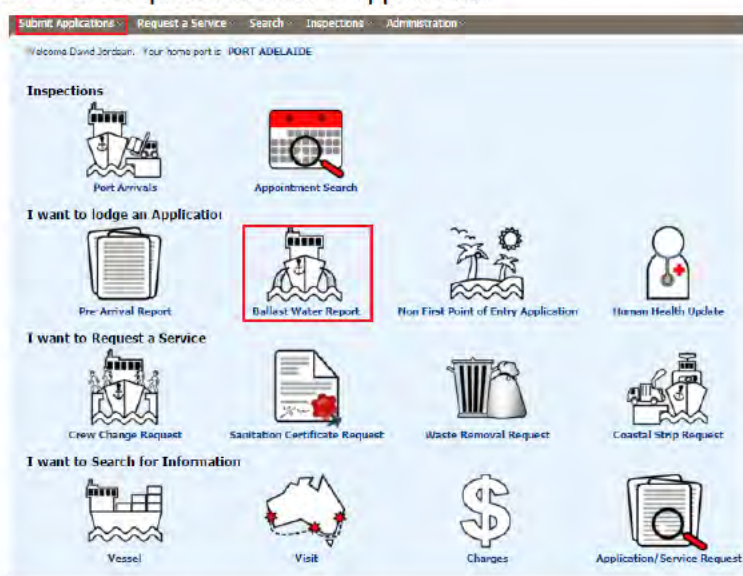 Submit Applications Request a Service Search Inspections Administration
Welcome David Jordaan. Your home port is PORT ADELAIDE
Inspections
Port Arrivals Appointment Search
I want to lodge an Application
Pre-Arrival Report Ballast Water Report Non First Point of Entry Application Human Health Update
I want to Request a Service
Crew Change Request Sanitation Certificate Request Waste Removal Request Coastal Strip Request
I want to Search for Information
Vessel Visit Charges Application/Service Request